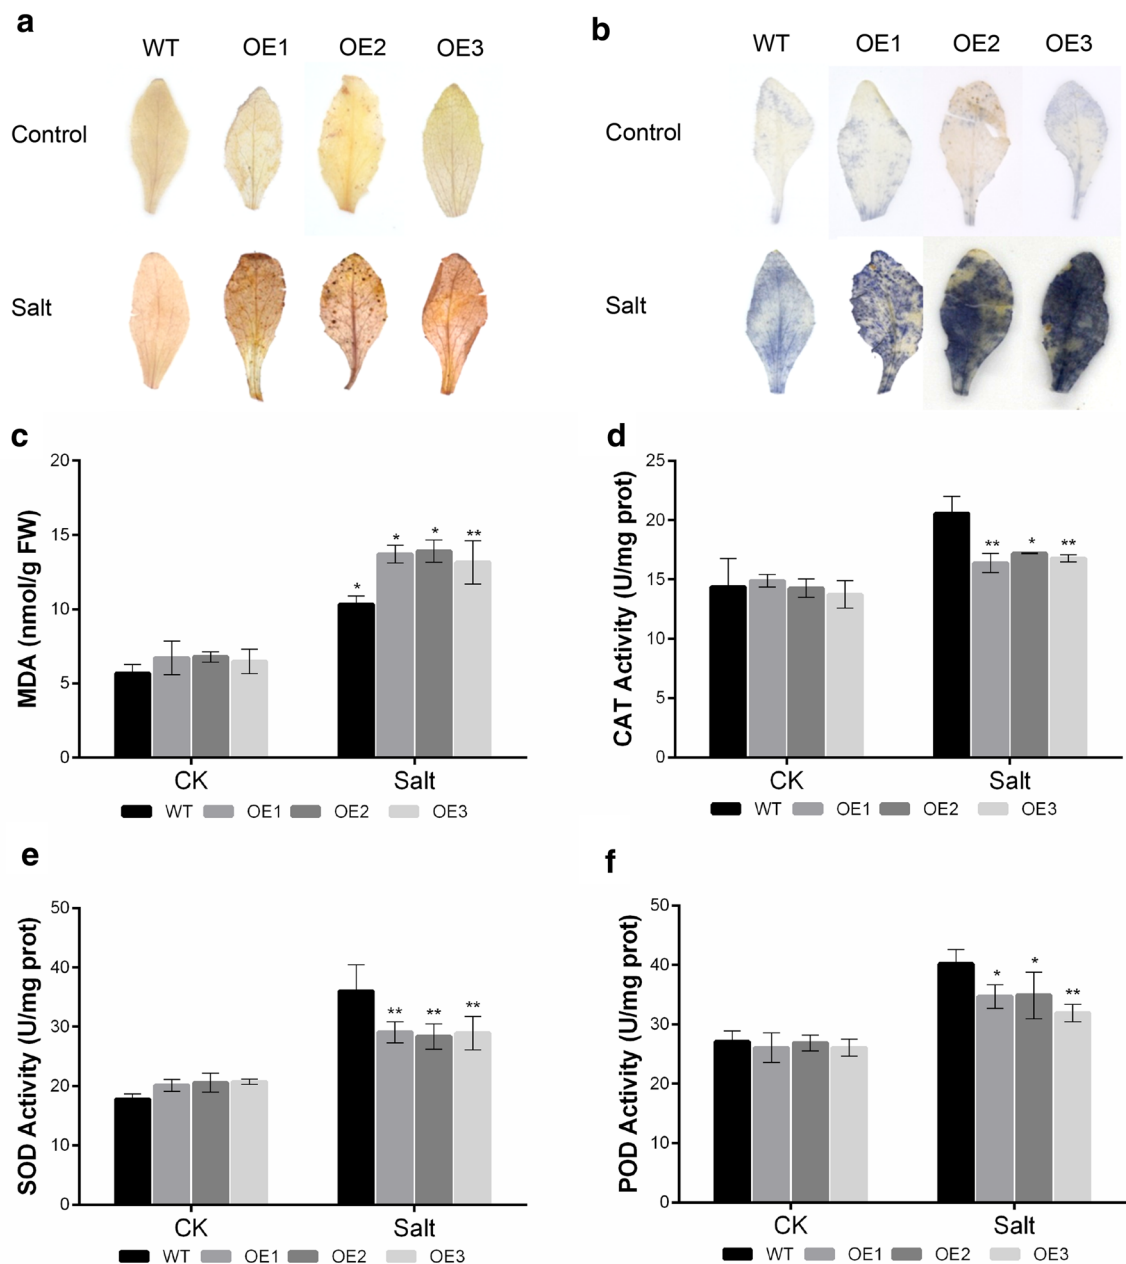 a
WT OE1 OE2 OE3
Control
Salt
b
WT OE1 OE2 OE3
Control
Salt
c
MDA (nmol/g FW)
20
15
10
5
0
* * * **
CK Salt
WT OE1 OE2 OE3
d
CAT Activity (U/mg prot)
25
20
15
10
5
0
** * **
CK Salt
WT OE1 OE2 OE3
e
SOD Activity (U/mg prot)
50
40
30
20
10
0
** ** **
CK Salt
WT OE1 OE2 OE3
f
POD Activity (U/mg prot)
50
40
30
20
10
0
* * **
CK Salt
WT OE1 OE2 OE3